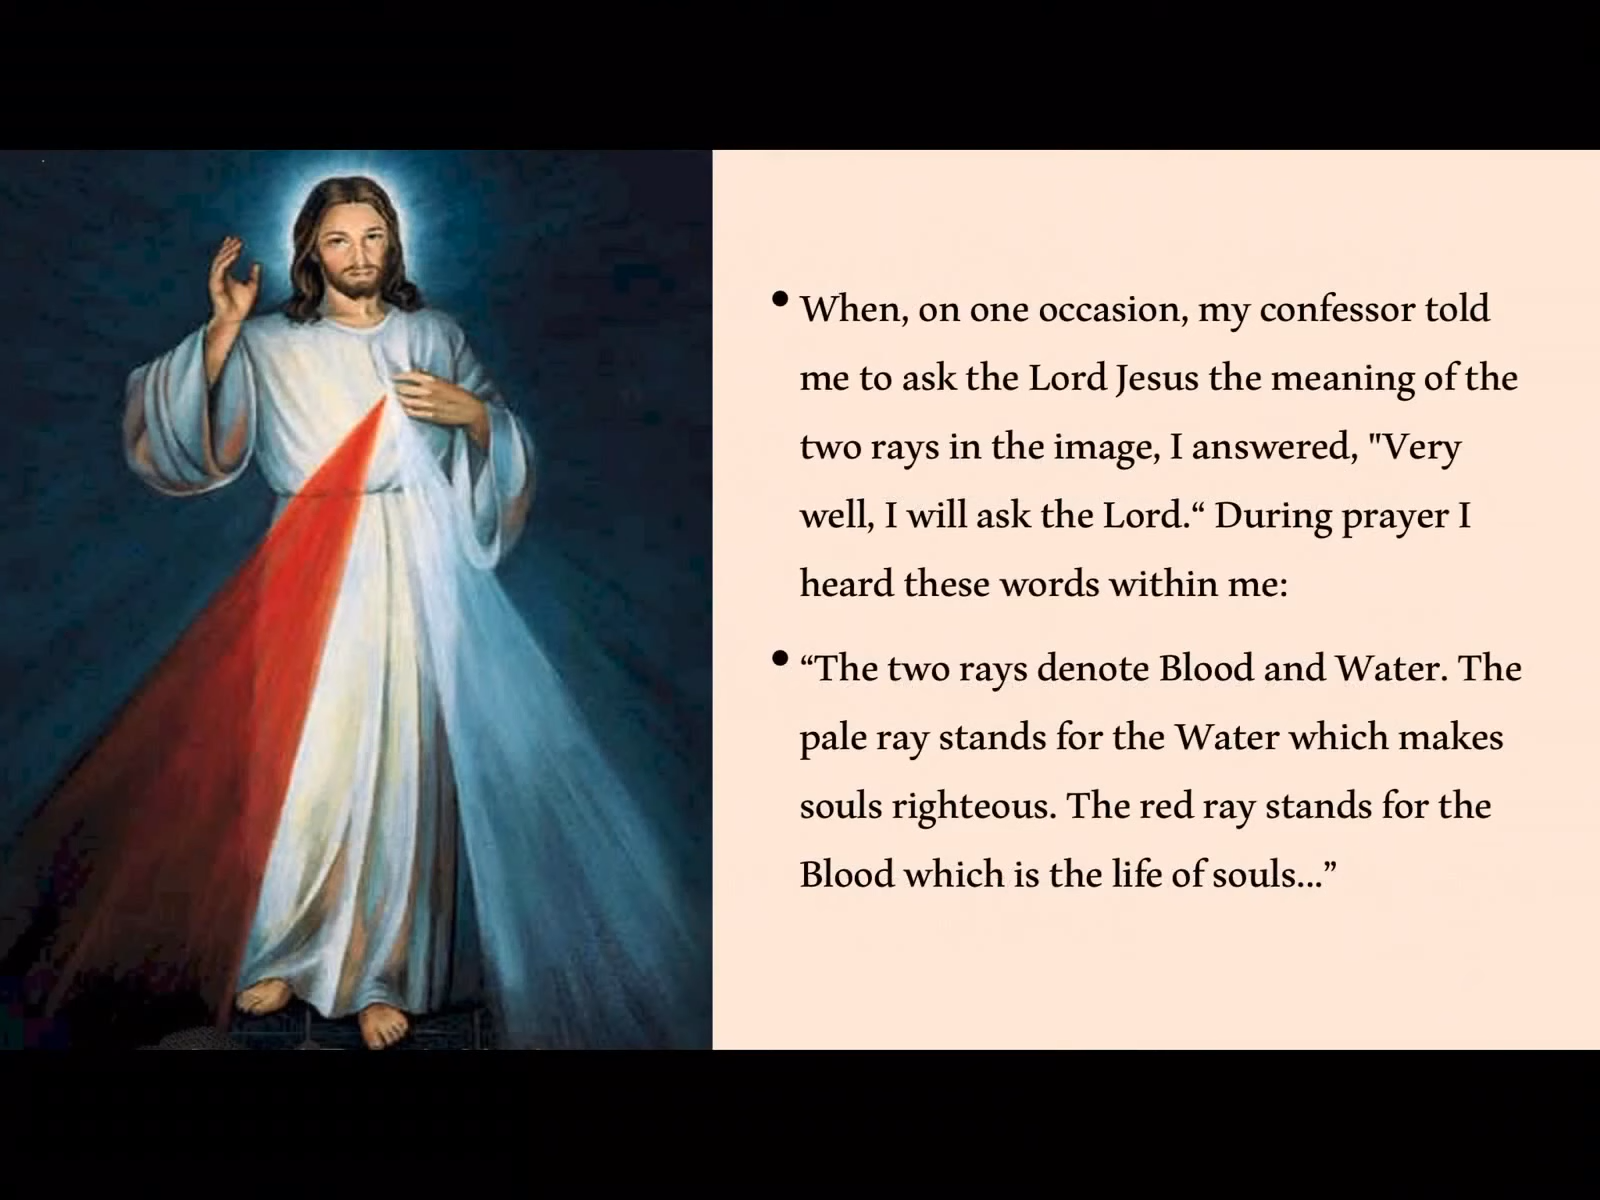 • When, on one occasion, my confessor told
me to ask the Lord Jesus the meaning of the
two rays in the image, I answered, "Very
well, I will ask the Lord.“ During prayer I
heard these words within me:
• “The two rays denote Blood and Water. The
pale ray stands for the Water which makes
souls righteous. The red ray stands for the
Blood which is the life of souls...”